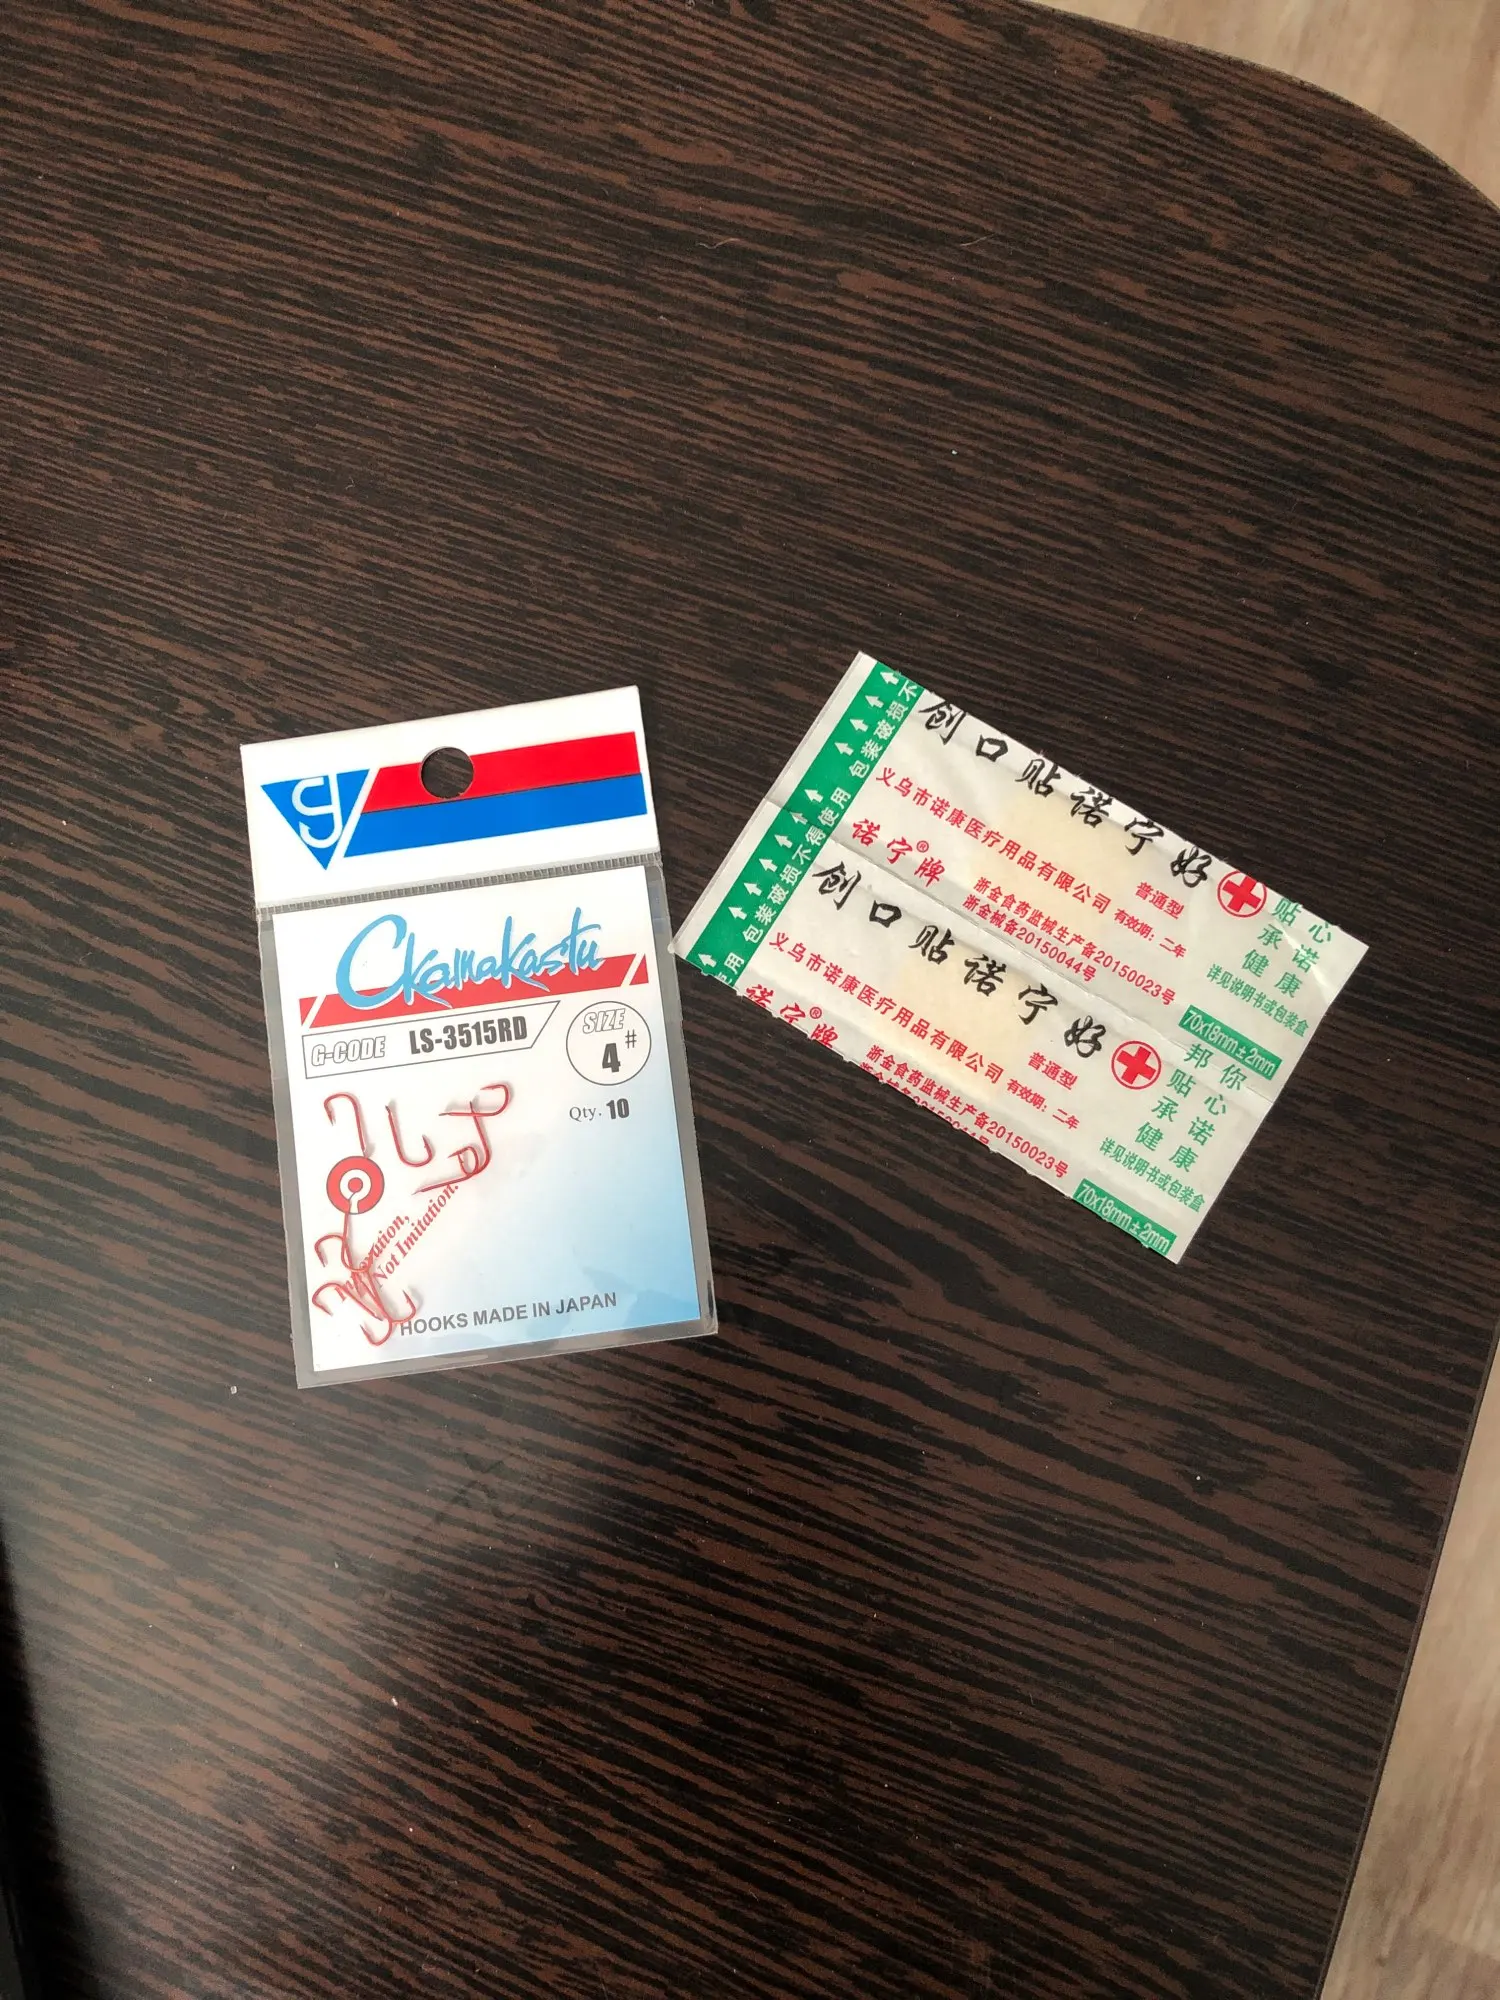 Ckamakastu
G-CODE LS-3515RD
SIZE
4#
Qty. 10
Innovation,
Not Imitation.
HOOKS MADE IN JAPAN
包装破损不
包装破损不得使用
使用
创口贴诺宁好
义乌市诺康医疗用品有限公司
诺宁®牌
普通型
有效期：二年
浙金食药监械生产备20150023号
浙金械备20150044号
贴心
承诺
健康
详见说明书或包装盒
70x18mm±2mm
创口贴诺宁好
义乌市诺康医疗用品有限公司
诺宁®牌
普通型
有效期：二年
浙金食药监械生产备20150023号
邦你
贴心
承诺
健康
详见说明书或包装盒
70x18mm±2mm